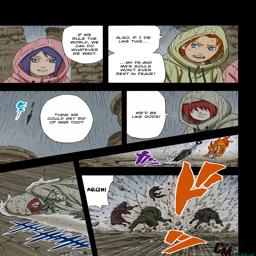 IF WE
RULE THE
WORLD, WE
CAN DO
WHATEVER
WE WANT.
ALSO, IF I DIE
LIKE THIS...
...MY PA AND
MA'S SOULS
WON'T EVER
REST IN PEACE!
THINK WE
COULD GET RID
OF WAR TOO?
WE'D BE
LIKE GODS!
ARGH!